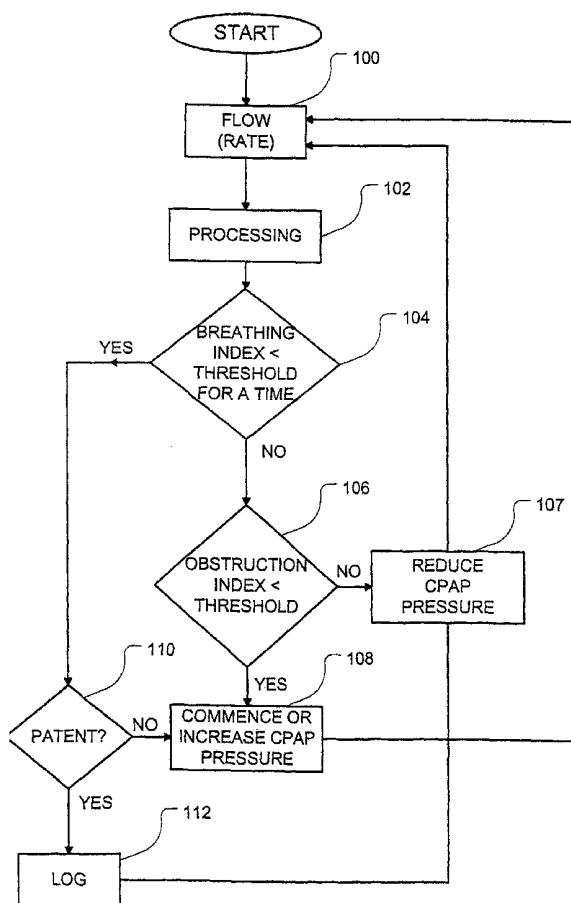 START
100
FLOW
(RATE)
102
PROCESSING
104
YES
BREATHING
INDEX <
THRESHOLD
FOR A TIME
NO
106
107
OBSTRUCTION
INDEX <
THRESHOLD
NO
REDUCE
CPAP
PRESSURE
110
YES
108
PATENT?
NO
COMMENCE OR
INCREASE CPAP
PRESSURE
YES
112
LOG